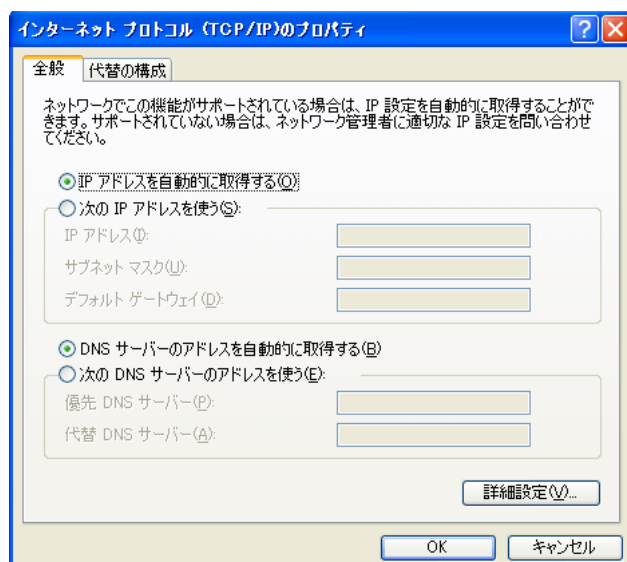 インターネット プロトコル (TCP/IP)のプロパティ
全般
代替の構成
ネットワークでこの機能がサポートされている場合は、IP 設定を自動的に取得することがで
きます。サポートされていない場合は、ネットワーク管理者に適切な IP 設定を問い合わせ
てください。
IP アドレスを自動的に取得する(O)
次の IP アドレスを使う(S):
IP アドレス(I):
サブネット マスク(U):
デフォルト ゲートウェイ(D):
DNS サーバーのアドレスを自動的に取得する(B)
次の DNS サーバーのアドレスを使う(E):
優先 DNS サーバー(P):
代替 DNS サーバー(A):
詳細設定(V)...
OK
キャンセル